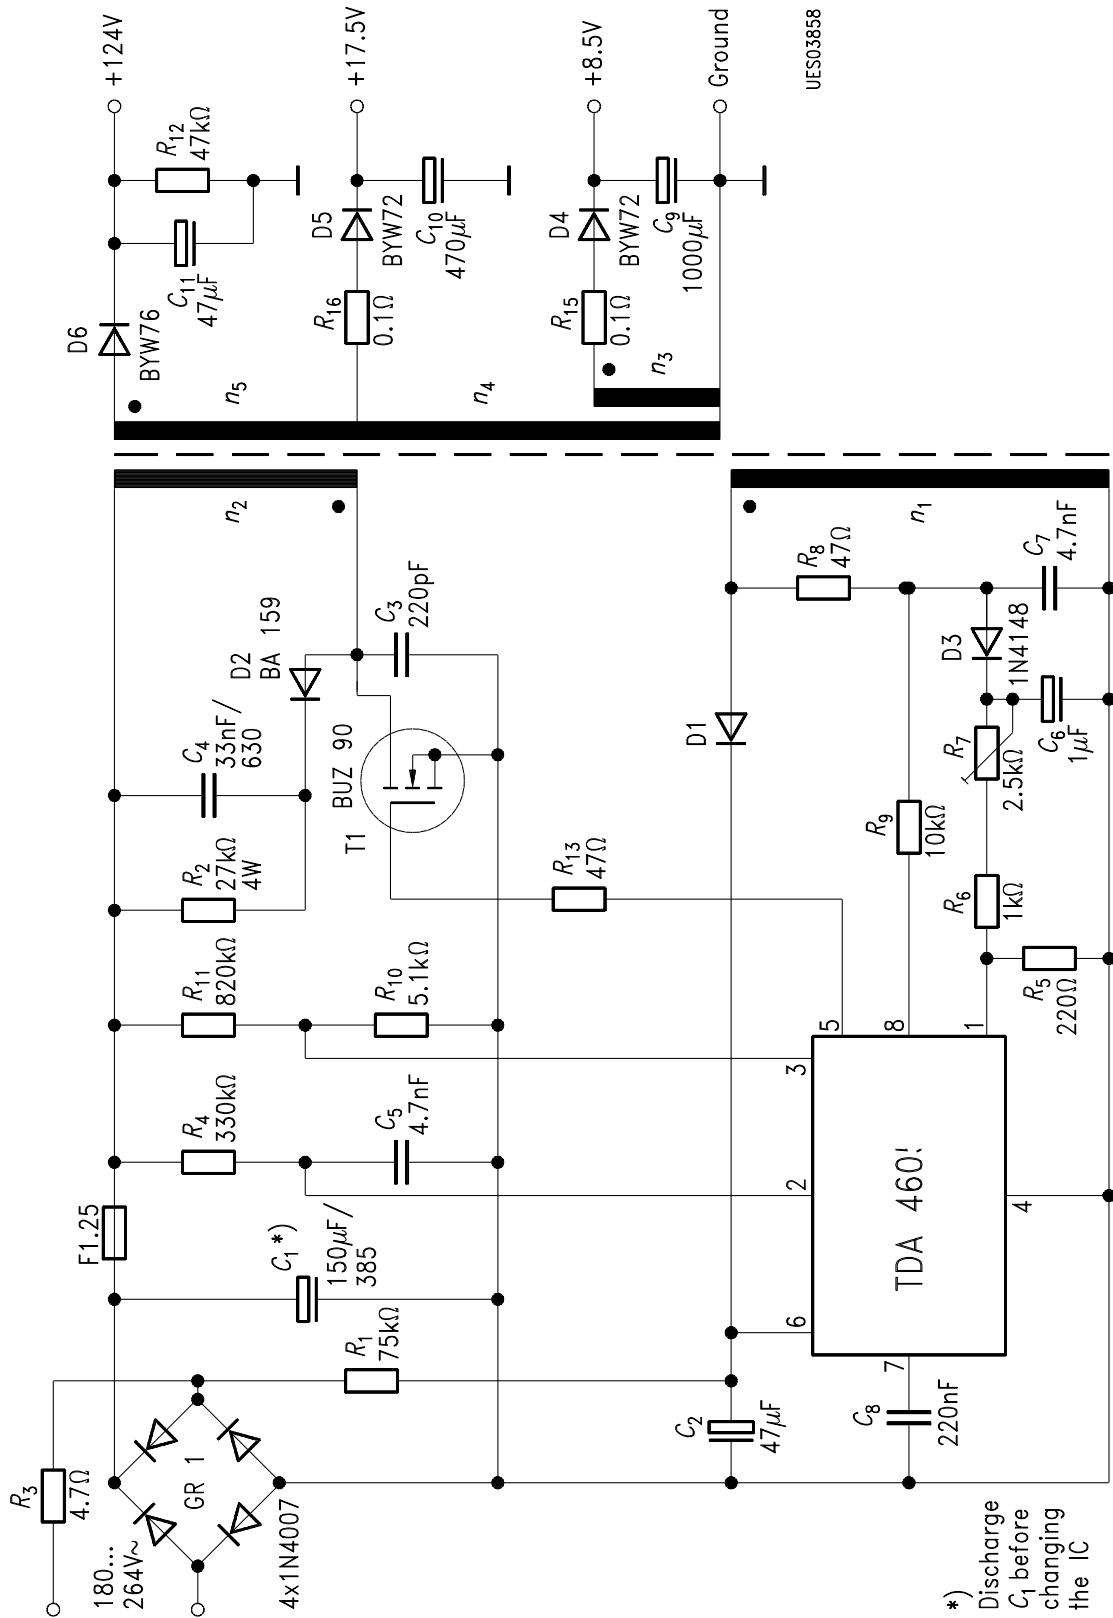 180...
264V~
R3
4.7Ω
GR 1
4x1N4007
R1
75kΩ
C1 *)
150μF/
385
F1.25
R4
330kΩ
C5
4.7nF
R11
820kΩ
R10
5.1kΩ
R2
27kΩ
4W
C4
33nF/
630
D2
BA 159
C3
220pF
T1
BUZ 90
R13
47Ω
n2
D6
BYW76
C11
47μF
R12
47kΩ
+124V
n5
R16
0.1Ω
D5
BYW72
C10
470μF
+17.5V
n4
R15
0.1Ω
D4
BYW72
C9
1000μF
+8.5V
n3
Ground
UES03858
C2
47μF
D1
R8
47Ω
n1
C8
220nF
TDA
7
6
2
3
5
8
1
4
R9
10kΩ
R5
220Ω
R6
1kΩ
R7
2.5kΩ
D3
1N4148
C6
1μF
C7
4.7nF
*)
Discharge
C1 before
changing
the IC